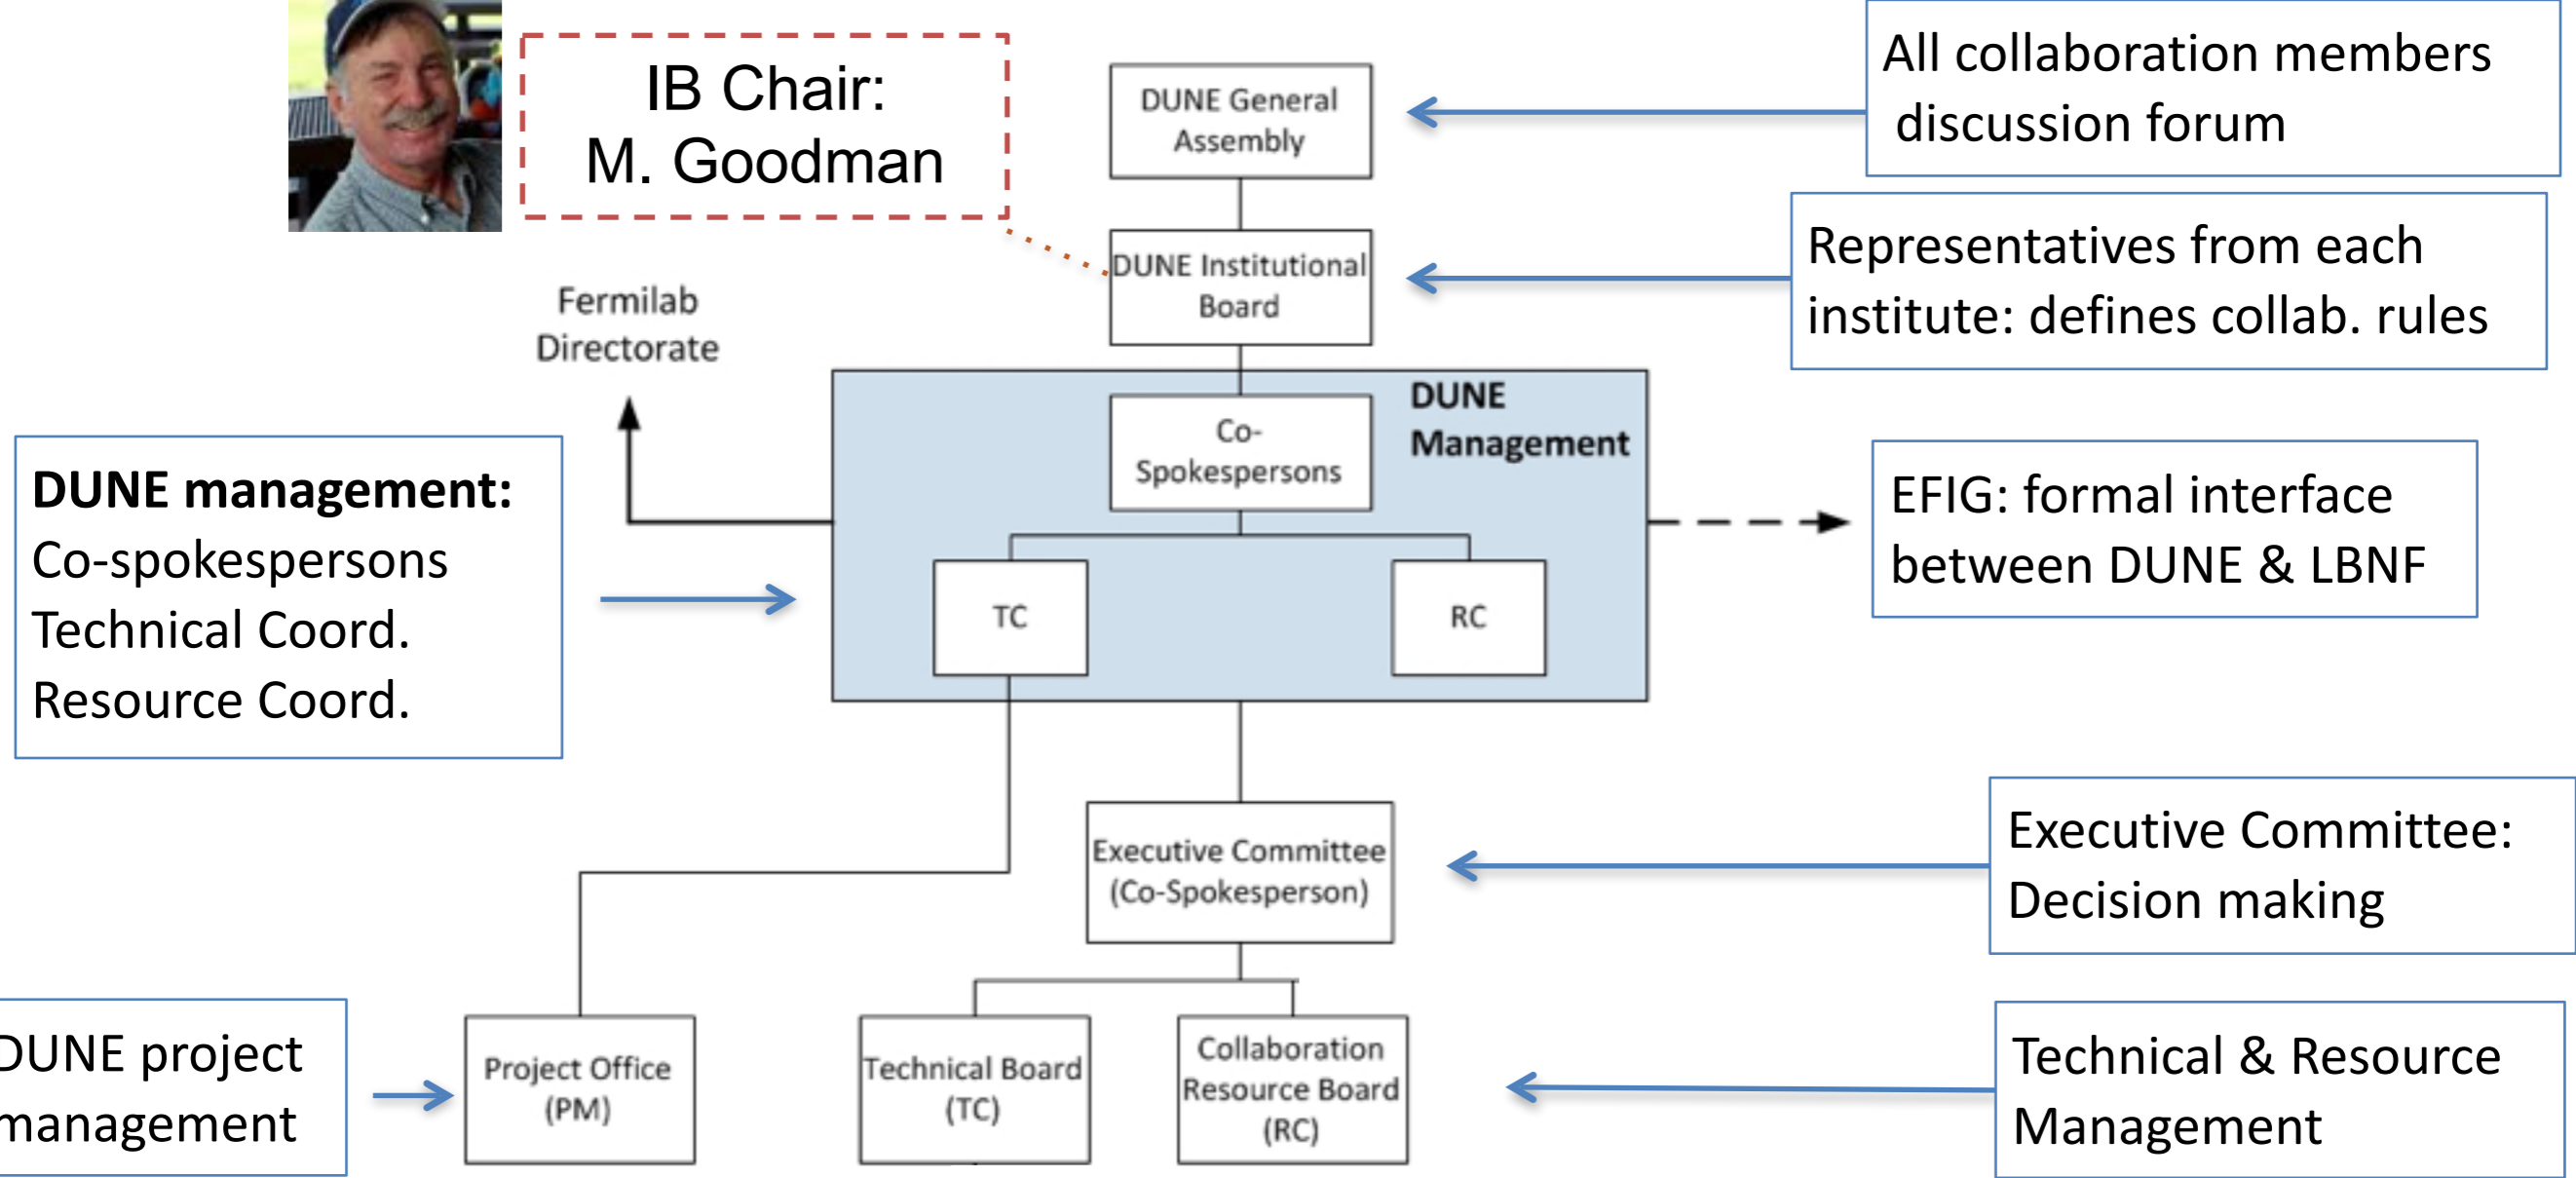 IB Chair:
M. Goodman
DUNE General
Assembly
All collaboration members
discussion forum
DUNE Institutional
Board
Representatives from each
institute: defines collab. rules
Fermilab
Directorate
DUNE
Management
Co-
Spokespersons
TC
RC
DUNE management:
Co-spokespersons
Technical Coord.
Resource Coord.
EFIG: formal interface
between DUNE & LBNF
Executive Committee
(Co-Spokesperson)
Executive Committee:
Decision making
DUNE project
management
Project Office
(PM)
Technical Board
(TC)
Collaboration
Resource Board
(RC)
Technical & Resource
Management